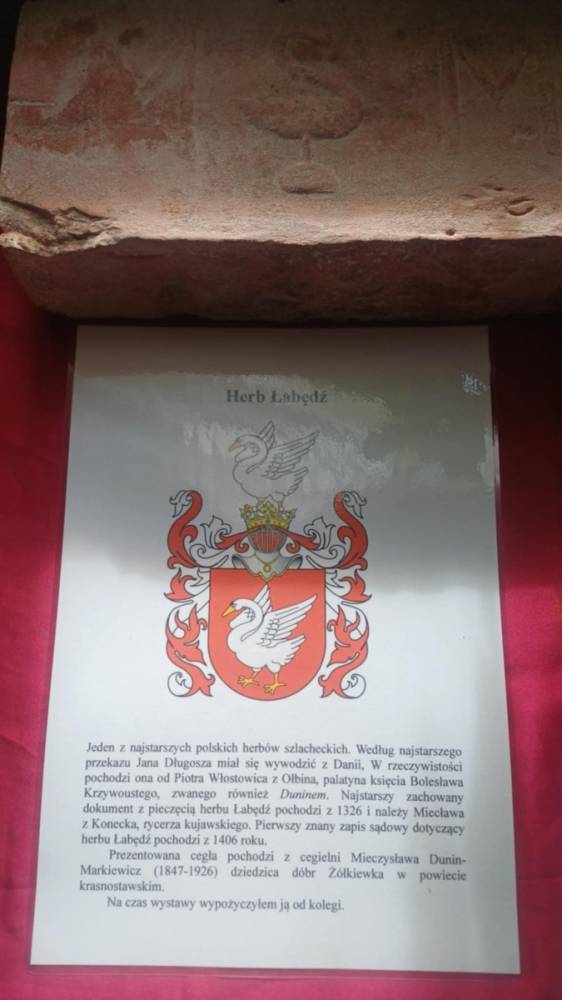 S M
Herb Łabędź
Jeden z najstarszych polskich herbów szlacheckich. Według najstarszego
przekazu Jana Długosza miał się wywodzić z Danii, W rzeczywistości
pochodzi ona od Piotra Włostowica z Ołbina, palatyna księcia Bolesława
Krzywoustego, zwanego również Duninem. Najstarszy zachowany
dokument z pieczęcią herbu Łabędź pochodzi z 1326 i należy Miecława
z Konecka, rycerza kujawskiego. Pierwszy znany zapis sądowy dotyczący
herbu Łabędź pochodzi z 1406 roku.
Prezentowana cegła pochodzi z cegielni Mieczysława Dunin-
Markiewicz (1847-1926) dziedzica dóbr Żółkiewka w powiecie
krasnostawskim.
Na czas wystawy wypożyczyłem ją od kolegi.